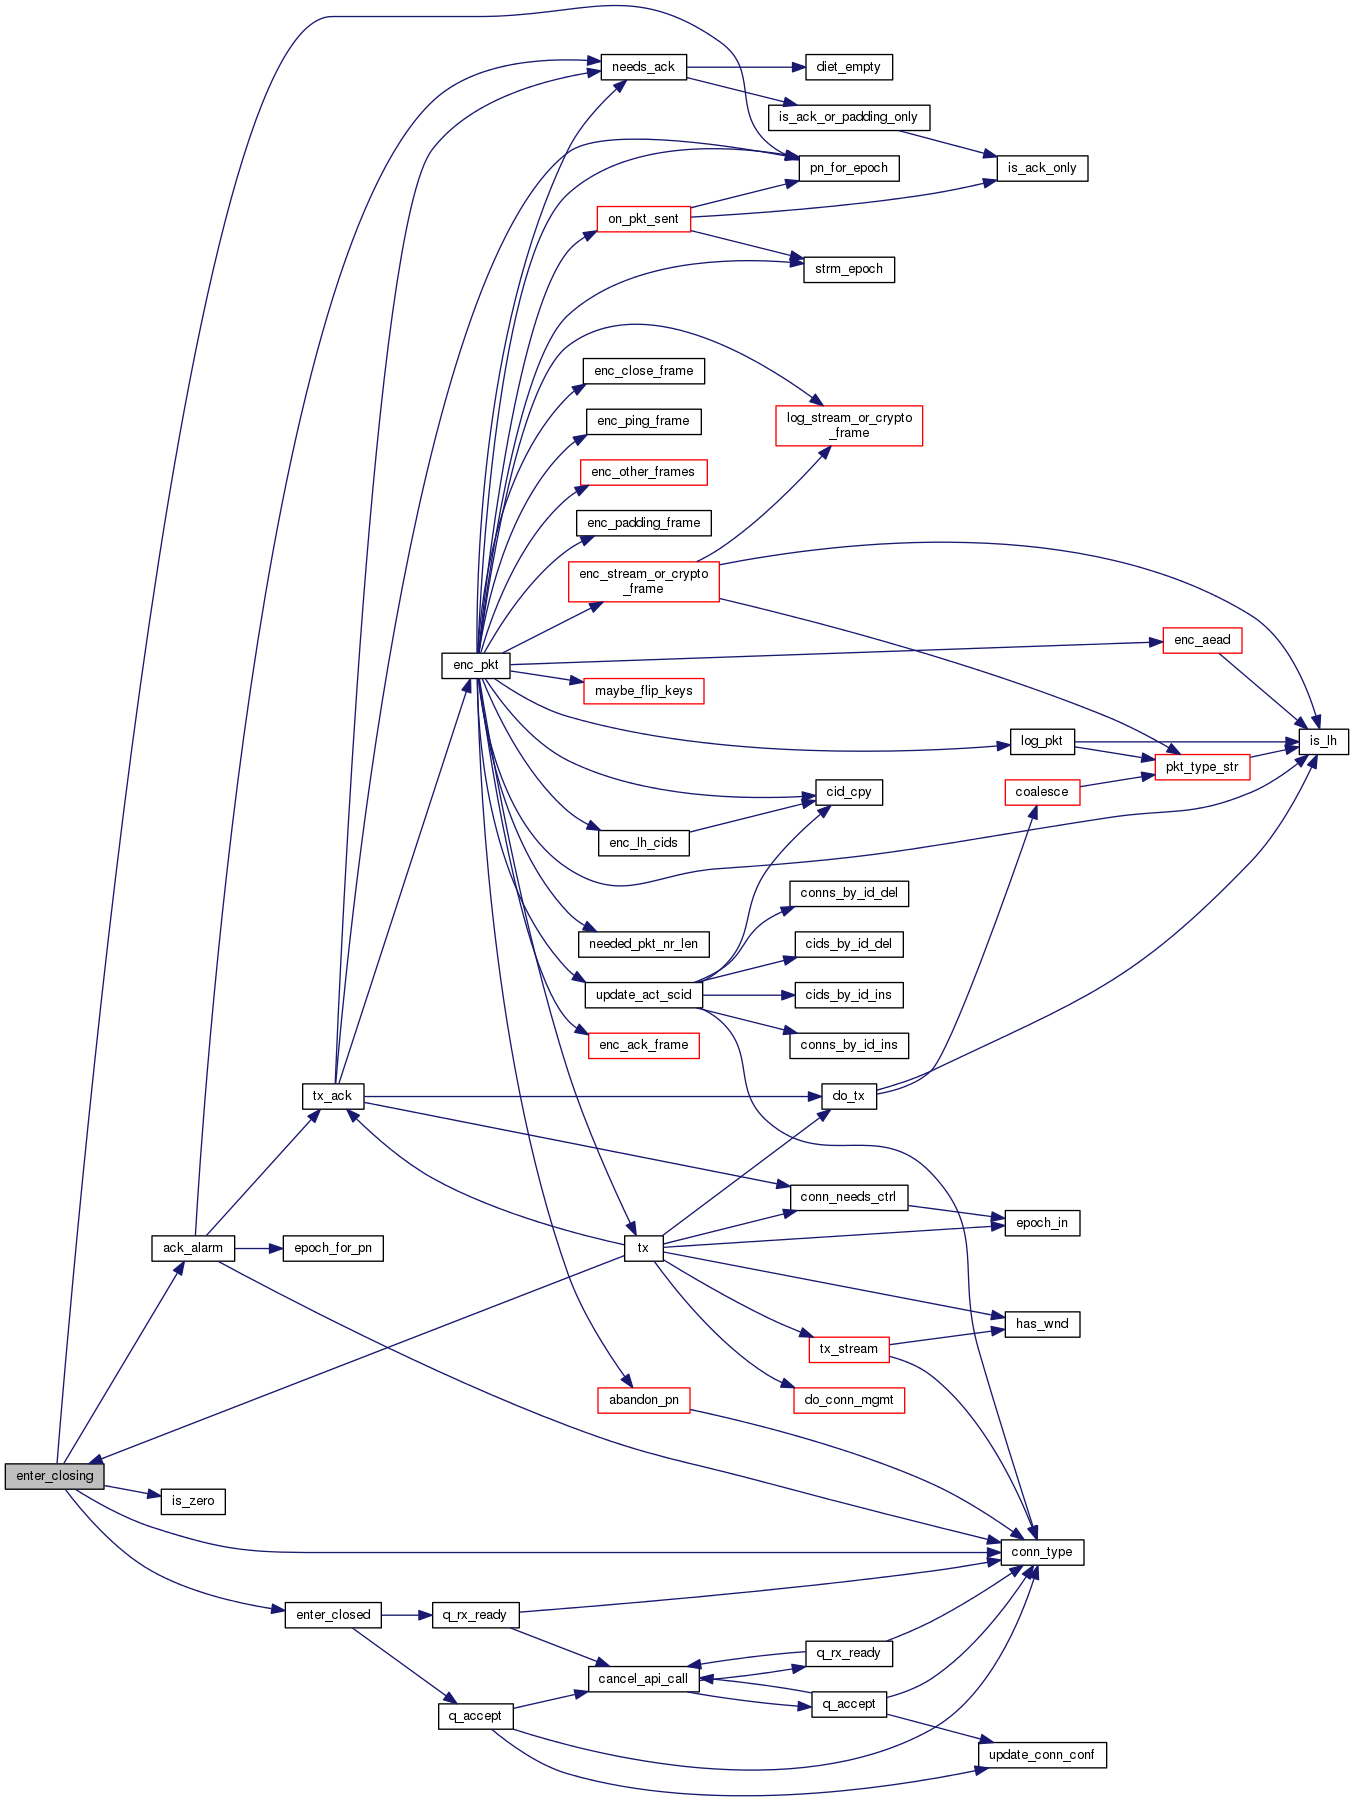 needs_ack
diet_empty
is_ack_or_padding_only
pn_for_epoch
is_ack_only
on_pkt_sent
strm_epoch
enc_close_frame
log_stream_or_crypto
_frame
enc_ping_frame
enc_other_frames
enc_padding_frame
enc_stream_or_crypto
_frame
enc_aead
enc_pkt
maybe_flip_keys
log_pkt
is_lh
pkt_type_str
coalesce
cid_cpy
enc_lh_cids
conns_by_id_del
needed_pkt_nr_len
cids_by_id_del
update_act_scid
cids_by_id_ins
enc_ack_frame
conns_by_id_ins
tx_ack
do_tx
conn_needs_ctrl
epoch_in
ack_alarm
epoch_for_pn
tx
has_wnd
tx_stream
abandon_pn
do_conn_mgmt
enter_closing
is_zero
conn_type
enter_closed
q_rx_ready
q_rx_ready
cancel_api_call
q_accept
q_accept
update_conn_conf